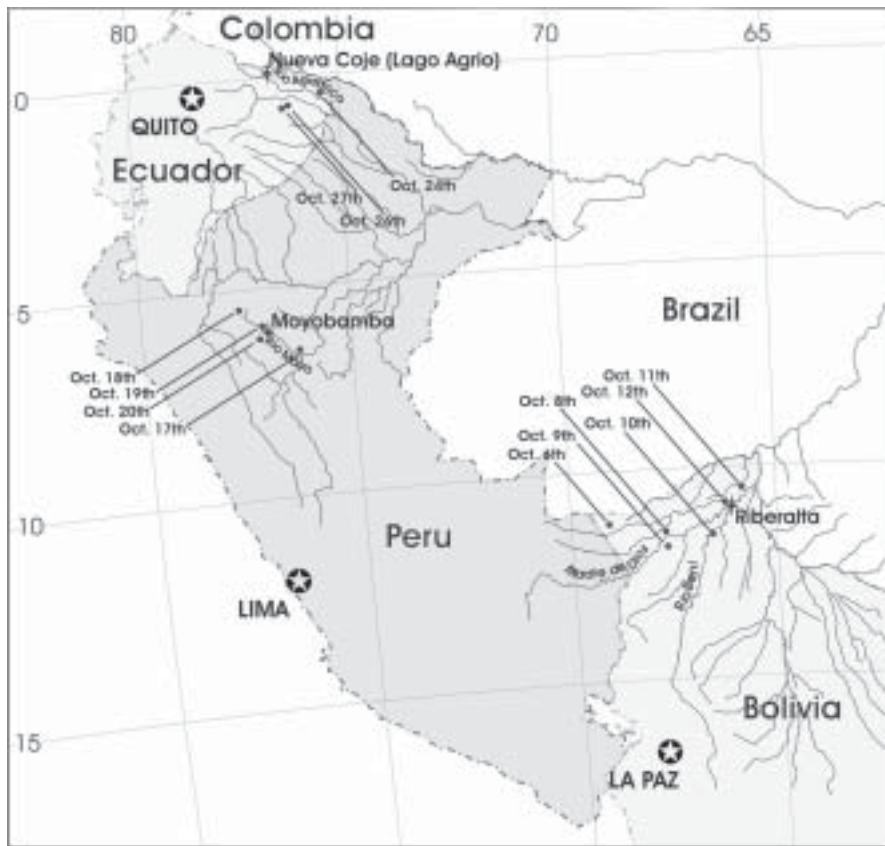 80
Colombia
70
65
Nueva Coje (Lago Agrio)
0
QUITO
Ecuador
Oct. 24th
Oct. 27th
Oct. 26th
5
Moyobamba
Brazil
Oct. 18th
Oct. 19th
Oct. 20th
Oct. 17th
Oct. 11th
Oct. 12th
Oct. 8th
Oct. 10th
Oct. 9th
Oct. 6th
10
Peru
Riberalta
Madre de Dios
Rio Beni
LIMA
15
Bolivia
LA PAZ